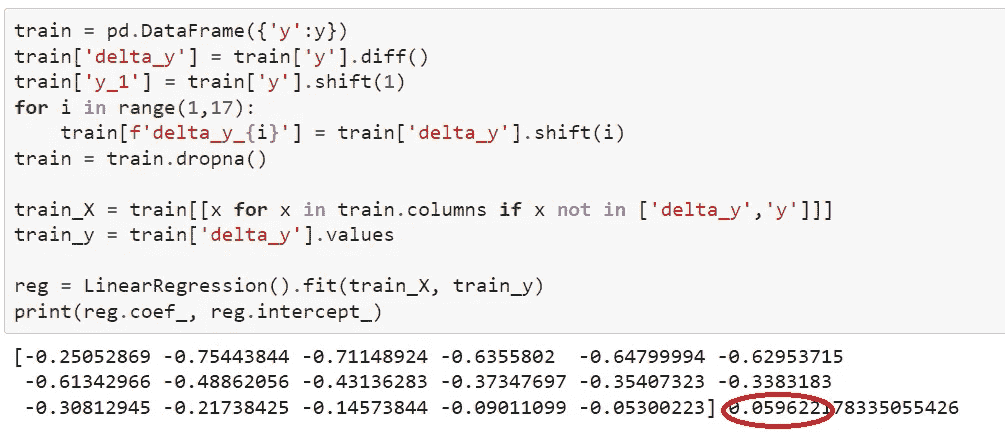 train = pd.DataFrame({'y':y})
train['delta_y'] = train['y'].diff()
train['y_1'] = train['y'].shift(1)
for i in range(1,17):
    train[f'delta_y_{i}'] = train['delta_y'].shift(i)
train = train.dropna()

train_X = train[[x for x in train.columns if x not in ['delta_y','y']]]
train_y = train['delta_y'].values

reg = LinearRegression().fit(train_X, train_y)
print(reg.coef_, reg.intercept_)
[-0.25052869 -0.75443844 -0.71148924 -0.6355802  -0.64799994 -0.62953715
 -0.61342966 -0.48862056 -0.43136283 -0.37347697 -0.35407323 -0.3383183
 -0.30812945 -0.21738425 -0.14573844 -0.09011099 -0.05300223] 0.059622178335055426